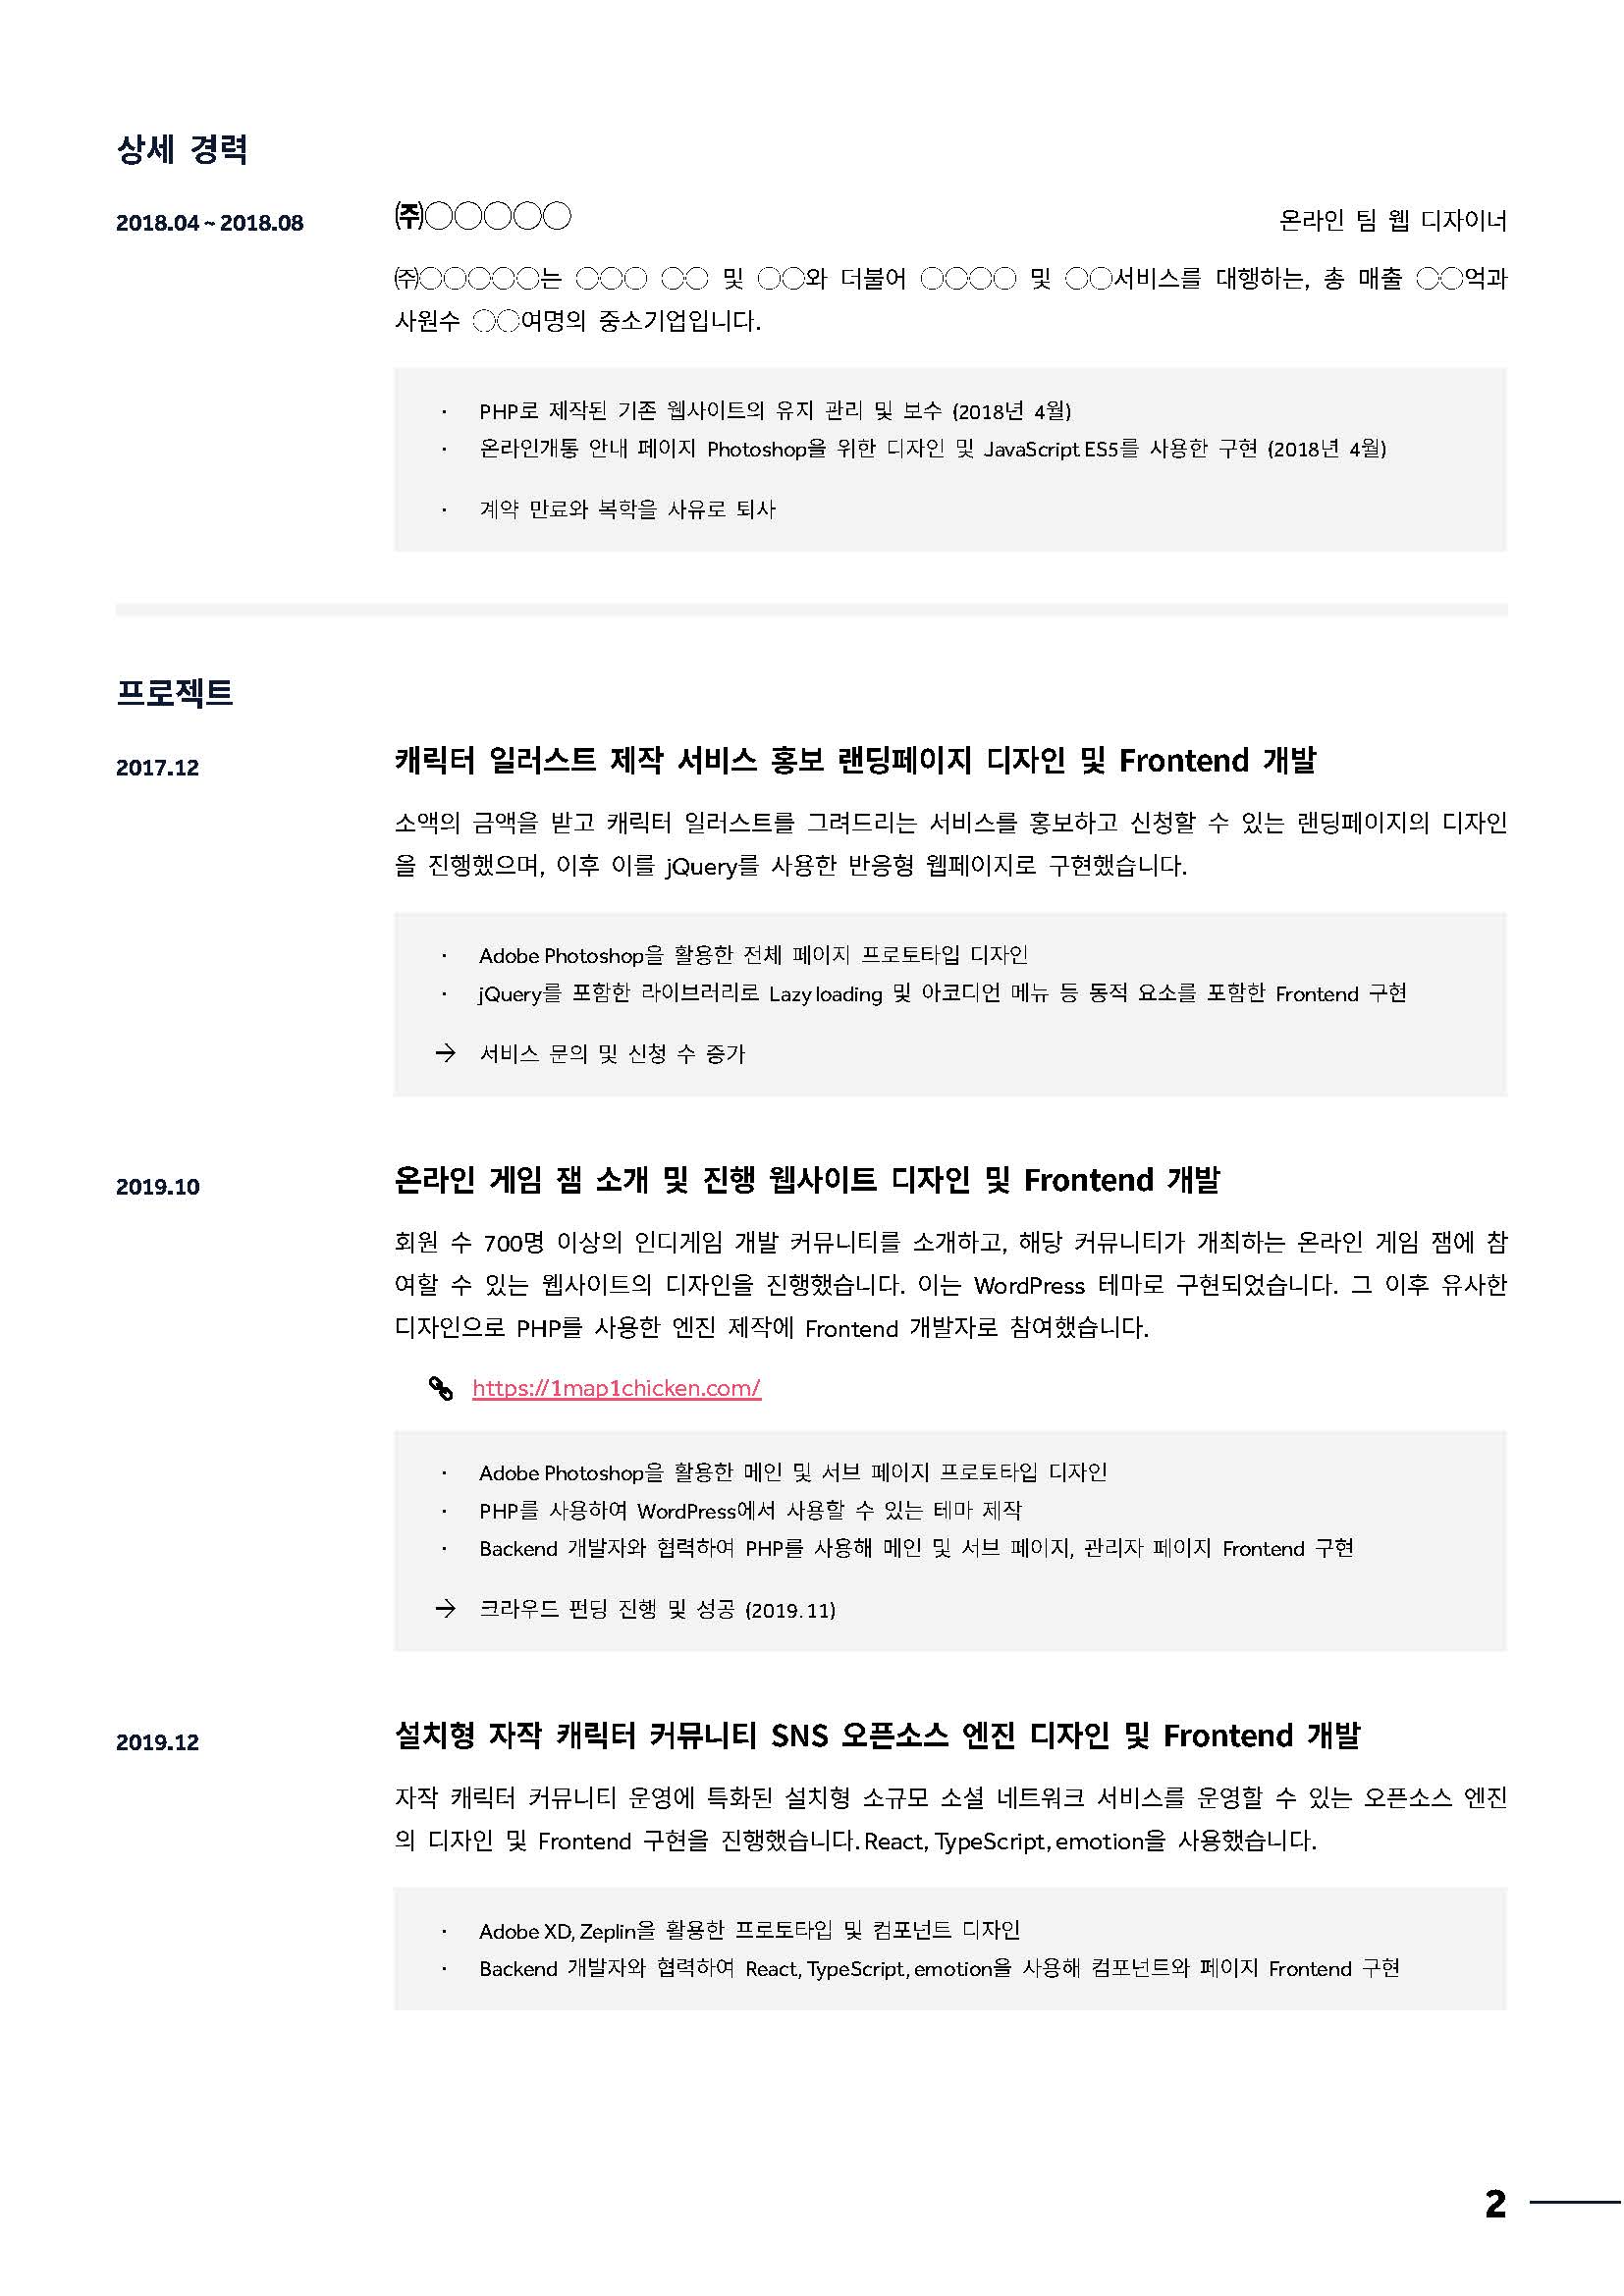 상세 경력
2018.04 ~ 2018.08
㈜◯◯◯◯◯
온라인 팀 웹 디자이너
㈜◯◯◯◯◯는 ◯◯◯ ◯◯ 및 ◯◯와 더불어 ◯◯◯◯ 및 ◯◯서비스를 대행하는, 총 매출 ◯◯억과
사원수 ◯◯여명의 중소기업입니다.
· PHP로 제작된 기존 웹사이트의 유지 관리 및 보수 (2018년 4월)
· 온라인개통 안내 페이지 Photoshop을 위한 디자인 및 JavaScript ES5를 사용한 구현 (2018년 4월)
· 계약 만료와 복학을 사유로 퇴사
프로젝트
2017.12
캐릭터 일러스트 제작 서비스 홍보 랜딩페이지 디자인 및 Frontend 개발
소액의 금액을 받고 캐릭터 일러스트를 그려드리는 서비스를 홍보하고 신청할 수 있는 랜딩페이지의 디자인
을 진행했으며, 이후 이를 jQuery를 사용한 반응형 웹페이지로 구현했습니다.
· Adobe Photoshop을 활용한 전체 페이지 프로토타입 디자인
· jQuery를 포함한 라이브러리로 Lazy loading 및 아코디언 메뉴 등 동적 요소를 포함한 Frontend 구현
→ 서비스 문의 및 신청 수 증가
2019.10
온라인 게임 잼 소개 및 진행 웹사이트 디자인 및 Frontend 개발
회원 수 700명 이상의 인디게임 개발 커뮤니티를 소개하고, 해당 커뮤니티가 개최하는 온라인 게임 잼에 참
여할 수 있는 웹사이트의 디자인을 진행했습니다. 이는 WordPress 테마로 구현되었습니다. 그 이후 유사한
디자인으로 PHP를 사용한 엔진 제작에 Frontend 개발자로 참여했습니다.
https://1map1chicken.com/
· Adobe Photoshop을 활용한 메인 및 서브 페이지 프로토타입 디자인
· PHP를 사용하여 WordPress에서 사용할 수 있는 테마 제작
· Backend 개발자와 협력하여 PHP를 사용해 메인 및 서브 페이지, 관리자 페이지 Frontend 구현
→ 크라우드 펀딩 진행 및 성공 (2019. 11)
2019.12
설치형 자작 캐릭터 커뮤니티 SNS 오픈소스 엔진 디자인 및 Frontend 개발
자작 캐릭터 커뮤니티 운영에 특화된 설치형 소규모 소셜 네트워크 서비스를 운영할 수 있는 오픈소스 엔진
의 디자인 및 Frontend 구현을 진행했습니다. React, TypeScript, emotion을 사용했습니다.
· Adobe XD, Zeplin을 활용한 프로토타입 및 컴포넌트 디자인
· Backend 개발자와 협력하여 React, TypeScript, emotion을 사용해 컴포넌트와 페이지 Frontend 구현
2